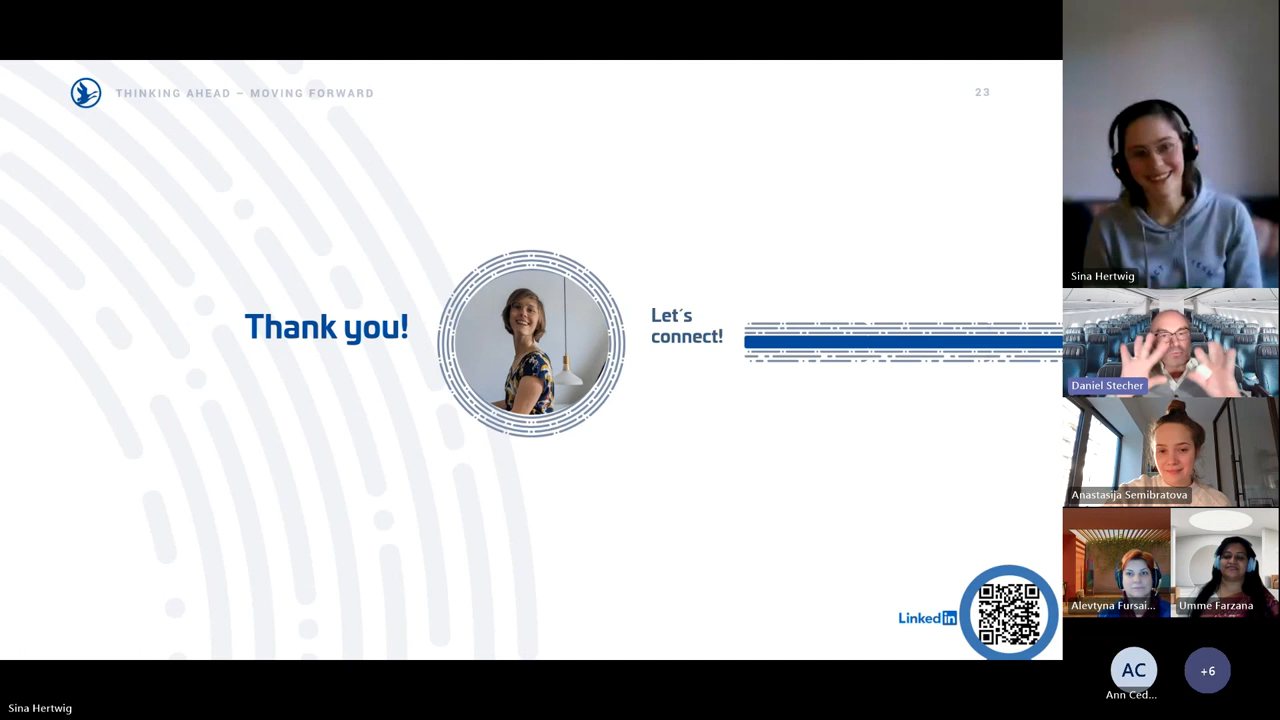 THINKING AHEAD – MOVING FORWARD
23
Thank you!
Let´s
connect!
LinkedIn
Sina Hertwig
Daniel Stecher
Anastasija Semibratova
Alevtyna Fursai...
Umme Farzana
AC
Ann Ced...
+6
Sina Hertwig